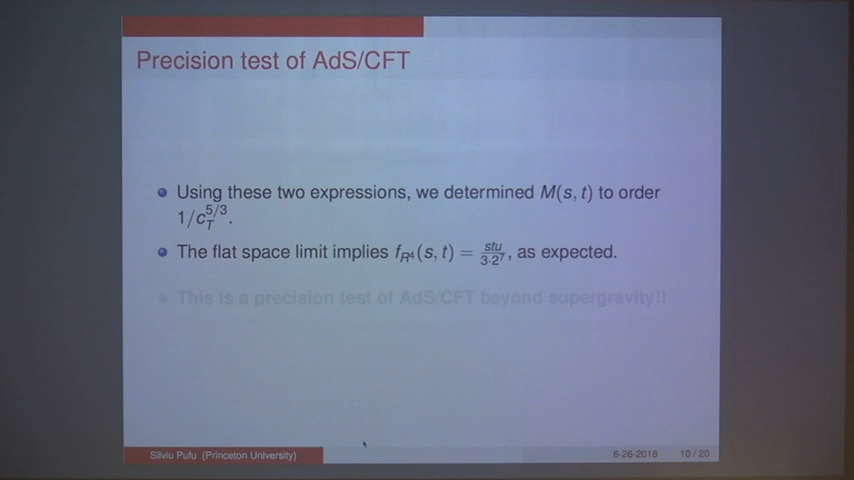 Precision test of AdS/CFT
Using these two expressions, we determined M(s, t) to order
1/c_T^{5/3}.
The flat space limit implies f_{R^4}(s, t) = \frac{stu}{3·2^7}, as expected.
This is a precision test of AdS/CFT beyond supergravity!!
Silviu Pufu (Princeton University)
6-26-2018
10 / 20